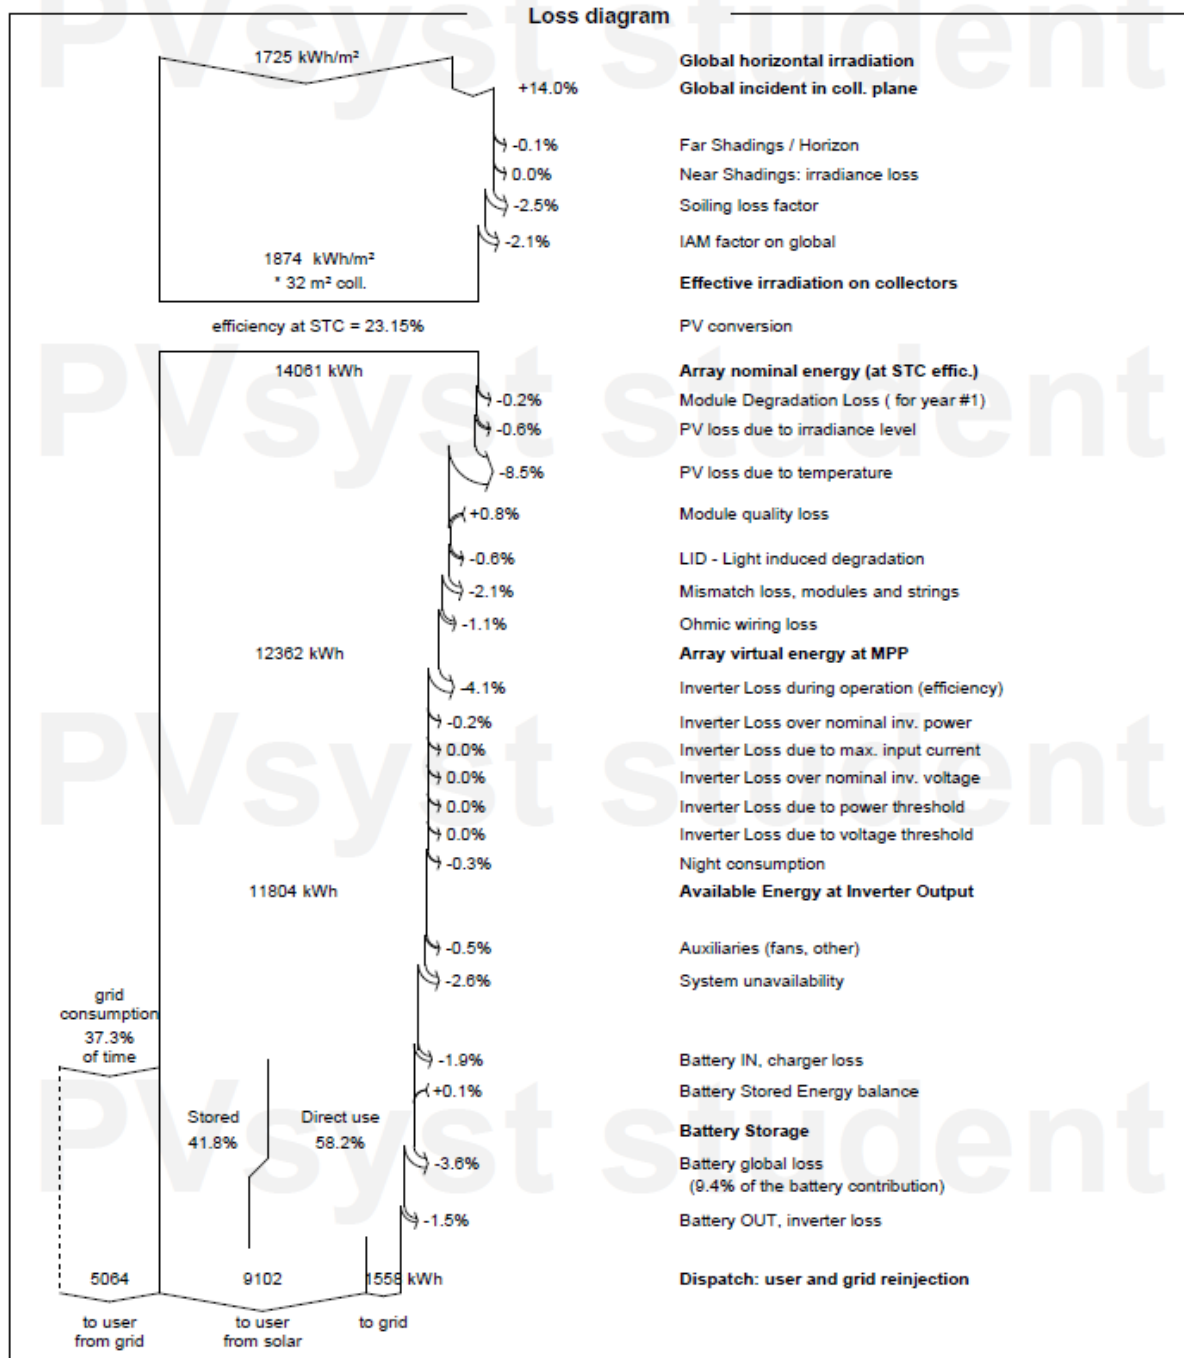 Loss diagram
PVsyst student
1725 kWh/m²
Global horizontal irradiation
+14.0%
Global incident in coll. plane
-0.1%
Far Shadings / Horizon
0.0%
Near Shadings: irradiance loss
-2.5%
Soiling loss factor
-2.1%
IAM factor on global
1874 kWh/m²
* 32 m² coll.
Effective irradiation on collectors
efficiency at STC = 23.15%
PV conversion
PVsyst student
14061 kWh
Array nominal energy (at STC effic.)
-0.2%
Module Degradation Loss ( for year #1)
-0.6%
PV loss due to irradiance level
-8.5%
PV loss due to temperature
+0.8%
Module quality loss
-0.6%
LID - Light induced degradation
-2.1%
Mismatch loss, modules and strings
-1.1%
Ohmic wiring loss
12362 kWh
Array virtual energy at MPP
-4.1%
Inverter Loss during operation (efficiency)
-0.2%
Inverter Loss over nominal inv. power
0.0%
Inverter Loss due to max. input current
0.0%
Inverter Loss over nominal inv. voltage
PVsyst student
0.0%
Inverter Loss due to power threshold
0.0%
Inverter Loss due to voltage threshold
-0.3%
Night consumption
11804 kWh
Available Energy at Inverter Output
-0.5%
Auxiliaries (fans, other)
-2.6%
System unavailability
grid
consumption
37.3%
of time
-1.9%
Battery IN, charger loss
+0.1%
Battery Stored Energy balance
Stored
41.8%
Direct use
58.2%
Battery Storage
PVsyst student
-3.6%
Battery global loss
(9.4% of the battery contribution)
-1.5%
Battery OUT, inverter loss
5064
9102
1558 kWh
Dispatch: user and grid reinjection
to user
from grid
to user
from solar
to grid